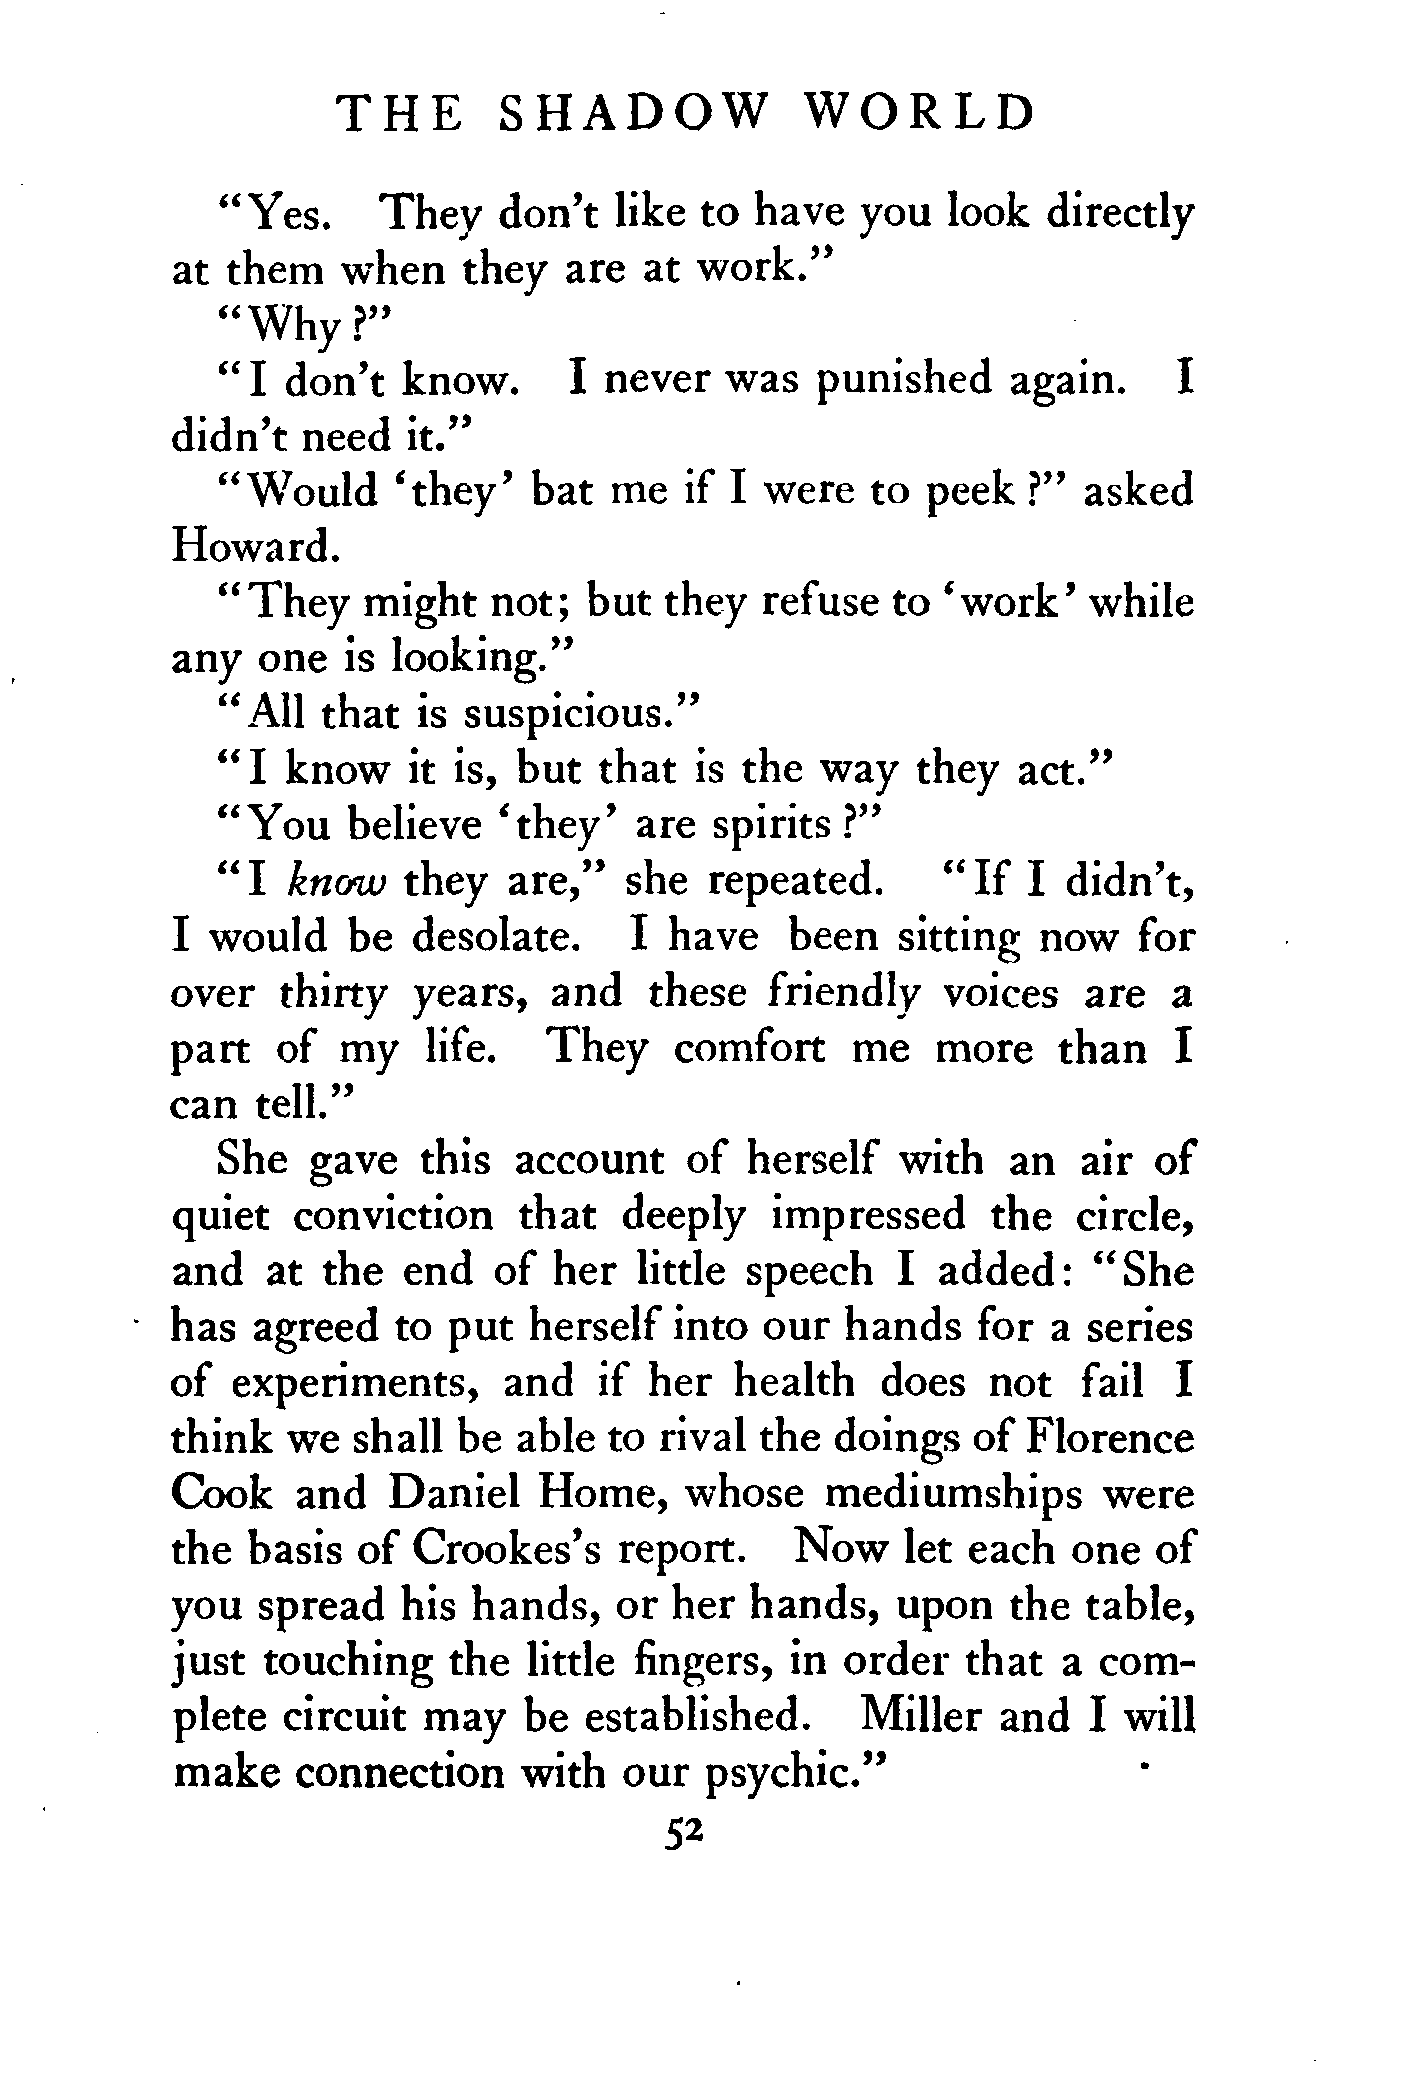 THE SHADOW WORLD
"Yes. They don't like to have you look directly
at them when they are at work."
"Why?"
"I don't know. I never was punished again. I
didn't need it."
"Would 'they' bat me if I were to peek?" asked
Howard.
"They might not; but they refuse to 'work' while
any one is looking."
"All that is suspicious."
"I know it is, but that is the way they act."
"You believe 'they' are spirits?"
"I know they are," she repeated. "If I didn't,
I would be desolate. I have been sitting now for
over thirty years, and these friendly voices are a
part of my life. They comfort me more than I
can tell."
She gave this account of herself with an air of
quiet conviction that deeply impressed the circle,
and at the end of her little speech I added: "She
has agreed to put herself into our hands for a series
of experiments, and if her health does not fail I
think we shall be able to rival the doings of Florence
Cook and Daniel Home, whose mediumships were
the basis of Crookes's report. Now let each one of
you spread his hands, or her hands, upon the table,
just touching the little fingers, in order that a com-
plete circuit may be established. Miller and I will
make connection with our psychic."
52